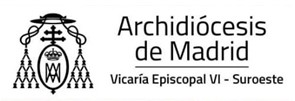 Archidiócesis
de Madrid
Vicaría Episcopal VI - Suroeste